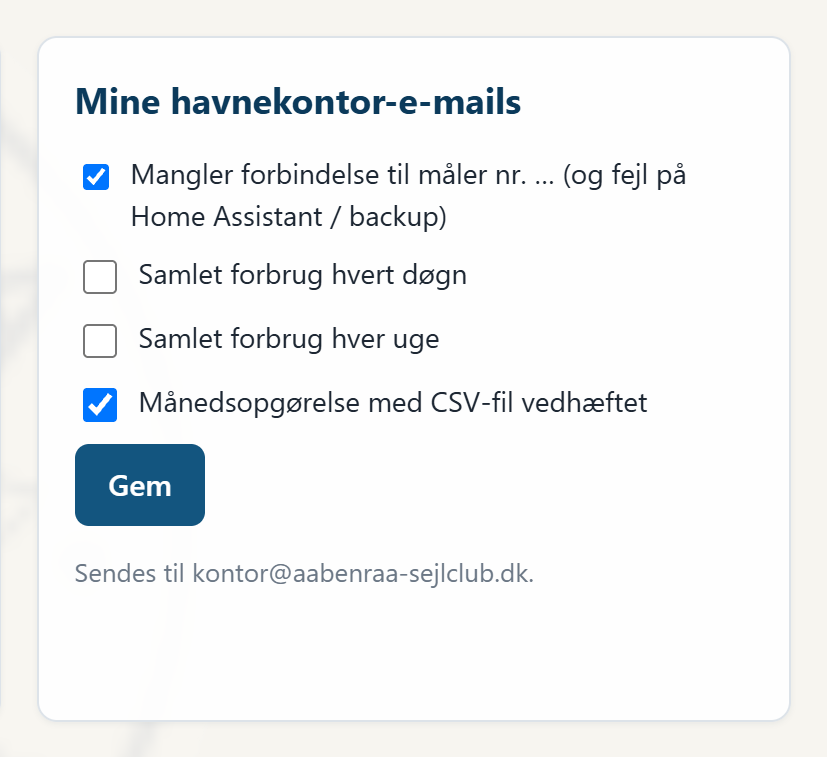 Mine havnekontor-e-mails
Mangler forbindelse til måler nr. ... (og fejl på
Home Assistant / backup)
Samlet forbrug hvert døgn
Samlet forbrug hver uge
Månedsopgørelse med CSV-fil vedhæftet
Gem
Sendes til kontor@aabenraa-sejlclub.dk.